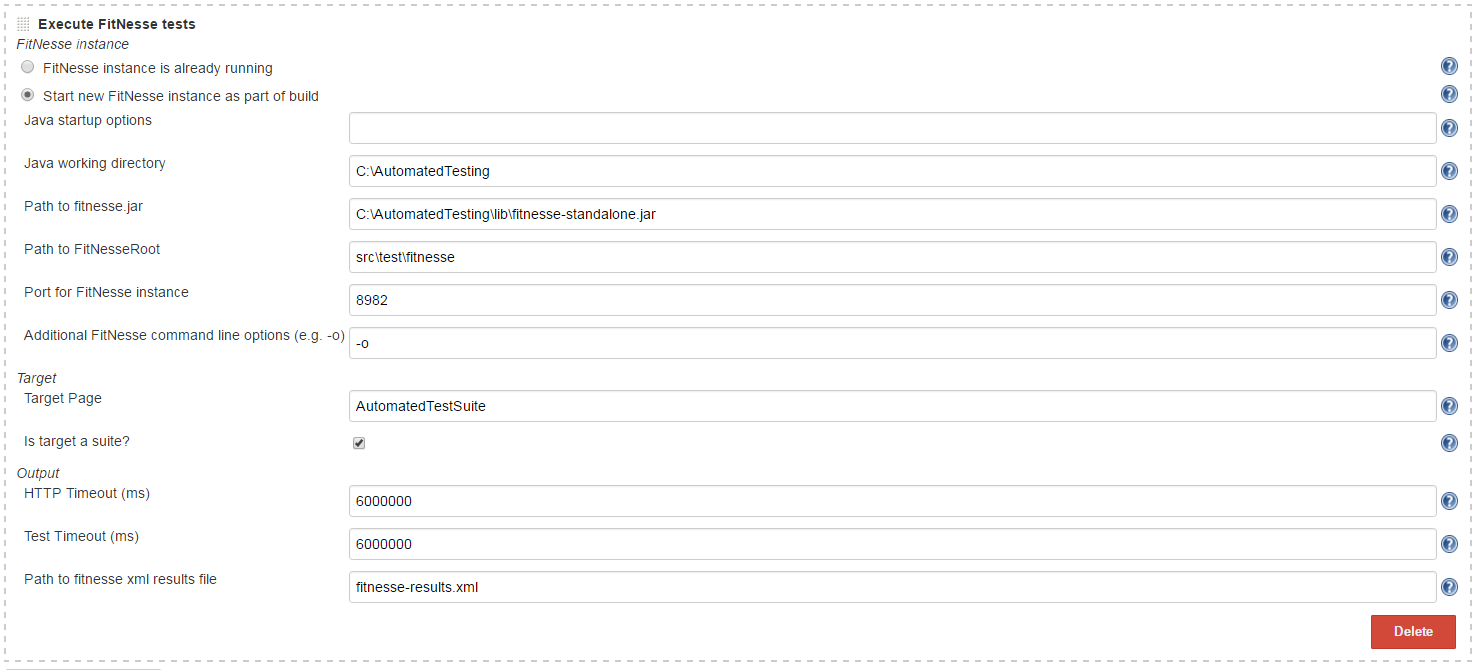 Execute FitNesse tests
FitNesse instance
FitNesse instance is already running
Start new FitNesse instance as part of build
Java startup options
Java working directory C:\AutomatedTesting
Path to fitnesse.jar C:\AutomatedTesting\lib\fitnesse-standalone.jar
Path to FitNesseRoot src\test\fitnesse
Port for FitNesse instance 8982
Additional FitNesse command line options (e.g. -o) -o
Target
Target Page AutomatedTestSuite
Is target a suite?
Output
HTTP Timeout (ms) 6000000
Test Timeout (ms) 6000000
Path to fitnesse xml results file fitnesse-results.xml
Delete